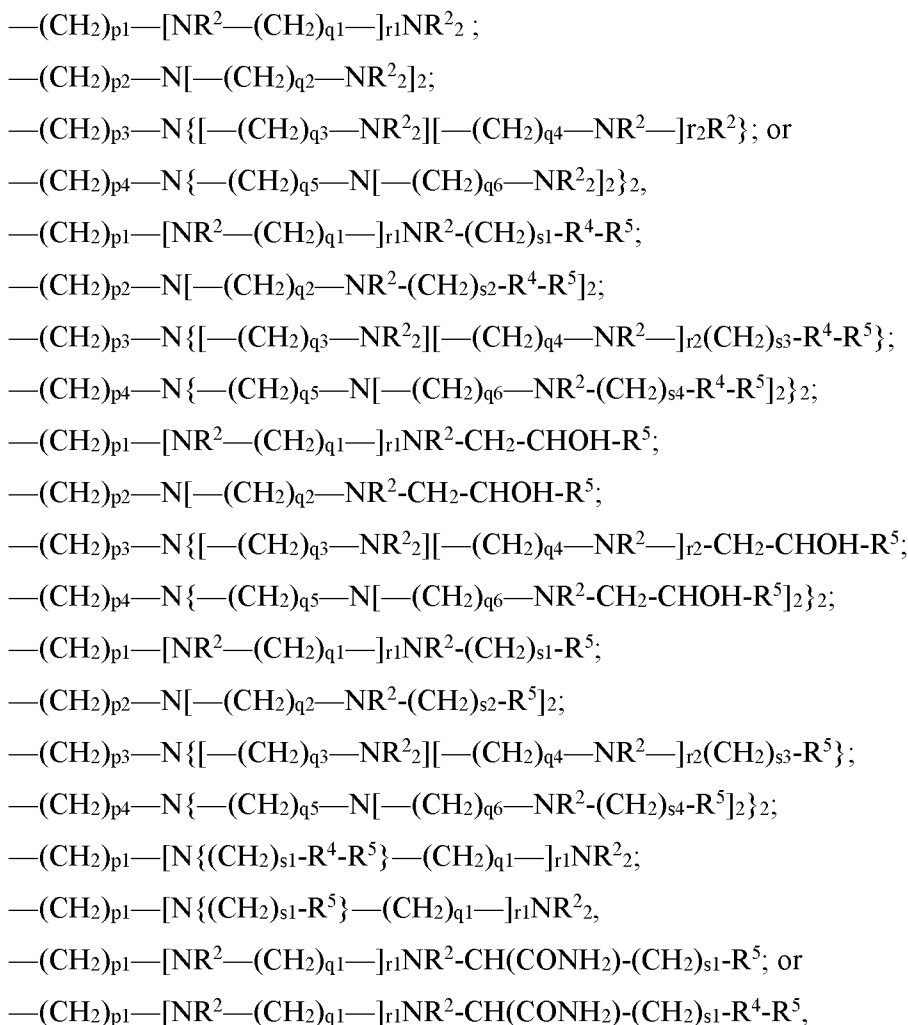 —(CH₂)ₚ₁—[NR²—(CH₂)q1—]r1NR²₂ ;
—(CH₂)p2—N[—(CH₂)q2—NR²₂]₂;
—(CH₂)p3—N{[—(CH₂)q3—NR²₂][—(CH₂)q4—NR²—]r2R²}; or
—(CH₂)p4—N{—(CH₂)q5—N[—(CH₂)q6—NR²₂]₂}₂,
—(CH₂)p1—[NR²—(CH₂)q1—]r1NR²-(CH₂)s1-R⁴-R⁵;
—(CH₂)p2—N[—(CH₂)q2—NR²-(CH₂)s2-R⁴-R⁵]₂;
—(CH₂)p3—N{[—(CH₂)q3—NR²₂][—(CH₂)q4—NR²—]r2(CH₂)s3-R⁴-R⁵};
—(CH₂)p4—N{—(CH₂)q5—N[—(CH₂)q6—NR²-(CH₂)s4-R⁴-R⁵]₂}₂;
—(CH₂)p1—[NR²—(CH₂)q1—]r1NR²-CH₂-CHOH-R⁵;
—(CH₂)p2—N[—(CH₂)q2—NR²-CH₂-CHOH-R⁵;
—(CH₂)p3—N{[—(CH₂)q3—NR²₂][—(CH₂)q4—NR²—]r2-CH₂-CHOH-R⁵;
—(CH₂)p4—N{—(CH₂)q5—N[—(CH₂)q6—NR²-CH₂-CHOH-R⁵]₂}₂;
—(CH₂)p1—[NR²—(CH₂)q1—]r1NR²-(CH₂)s1-R⁵;
—(CH₂)p2—N[—(CH₂)q2—NR²-(CH₂)s2-R⁵]₂;
—(CH₂)p3—N{[—(CH₂)q3—NR²₂][—(CH₂)q4—NR²—]r2(CH₂)s3-R⁵};
—(CH₂)p4—N{—(CH₂)q5—N[—(CH₂)q6—NR²-(CH₂)s4-R⁵]₂}₂;
—(CH₂)p1—[N{(CH₂)s1-R⁴-R⁵}—(CH₂)q1—]r1NR²₂;
—(CH₂)p1—[N{(CH₂)s1-R⁵}—(CH₂)q1—]r1NR²₂,
—(CH₂)p1—[NR²—(CH₂)q1—]r1NR²-CH(CONH₂)-(CH₂)s1-R⁵; or
—(CH₂)p1—[NR²—(CH₂)q1—]r1NR²-CH(CONH₂)-(CH₂)s1-R⁴-R⁵,